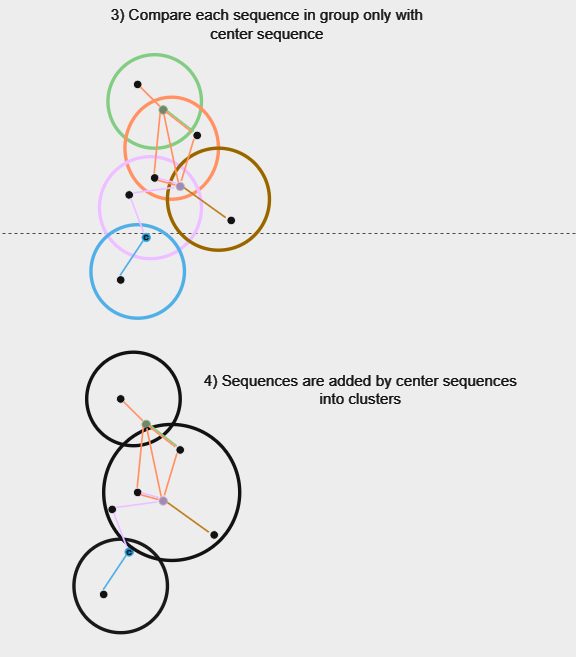 3) Compare each sequence in group only with
center sequence
4) Sequences are added by center sequences
into clusters